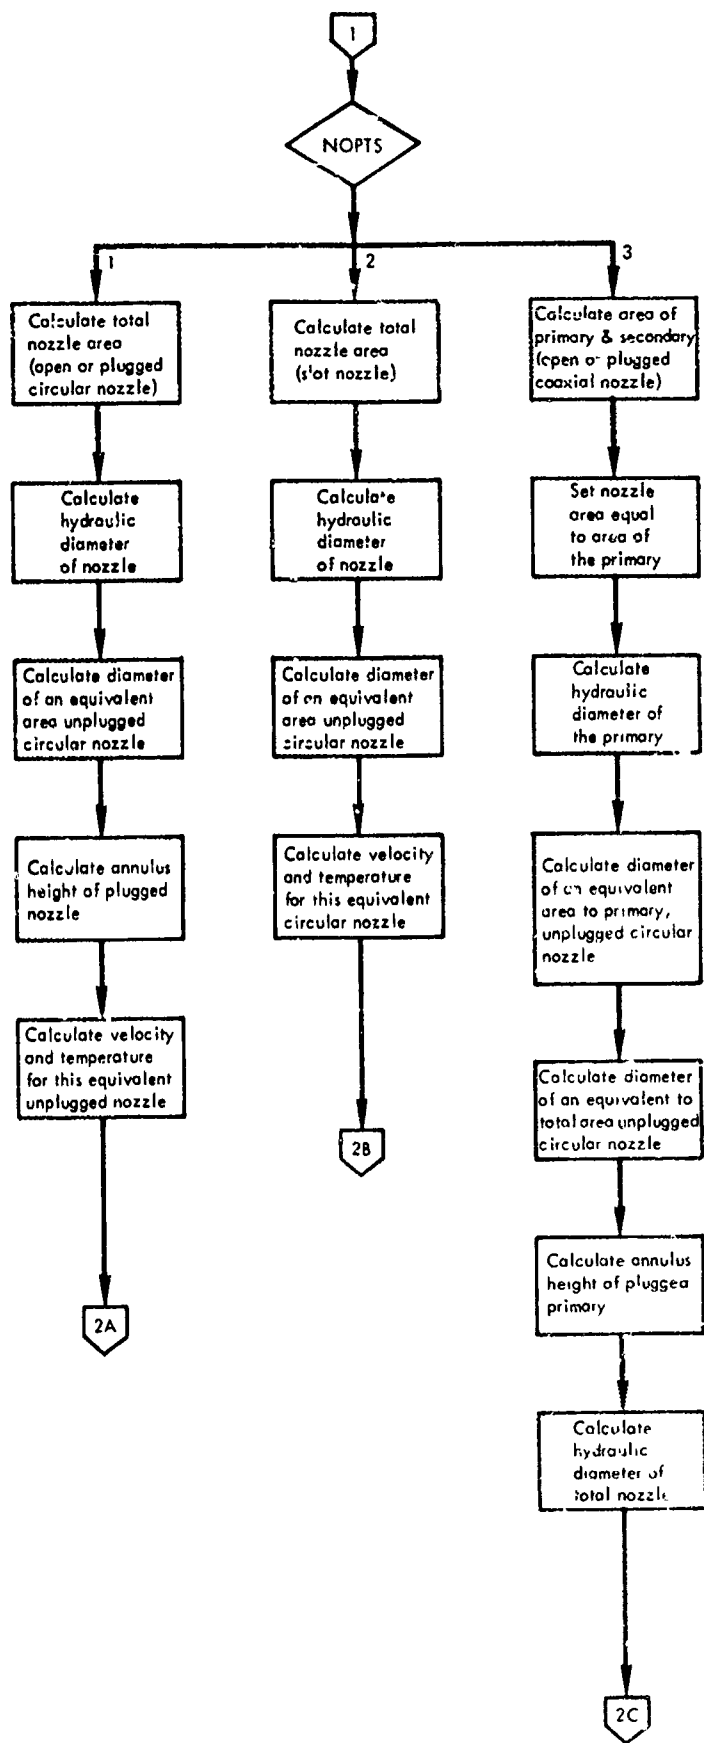 1
NOPTS
1
Calculate total
nozzle area
(open or plugged
circular nozzle)
Calculate
hydraulic
diameter
of nozzle
Calculate diameter
of an equivalent
area unplugged
circular nozzle
Calculate annulus
height of plugged
nozzle
Calculate velocity
and temperature
for this equivalent
unplugged nozzle
2A
2
Calculate total
nozzle area
(slot nozzle)
Calculate
hydraulic
diameter
of nozzle
Calculate diameter
of an equivalent
area unplugged
circular nozzle
Calculate velocity
and temperature
for this equivalent
circular nozzle
2B
3
Calculate area of
primary & secondary
(open or plugged
coaxial nozzle)
Set nozzle
area equal
to area of
the primary
Calculate
hydraulic
diameter of
the primary
Calculate diameter
of an equivalent
area to primary,
unplugged circular
nozzle
Calculate diameter
of an equivalent to
total area unplugged
circular nozzle
Calculate annulus
height of plugged
primary
Calculate
hydraulic
diameter of
total nozzle
2C